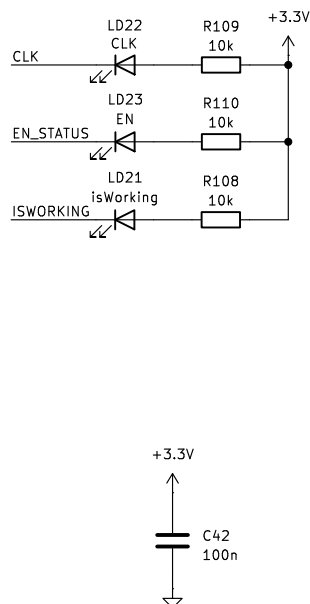 +3.3V
LD22
CLK
R109
10k
CLK
LD23
EN
R110
10k
EN_STATUS
LD21
isWorking
R108
10k
ISWORKING
+3.3V
C42
100n